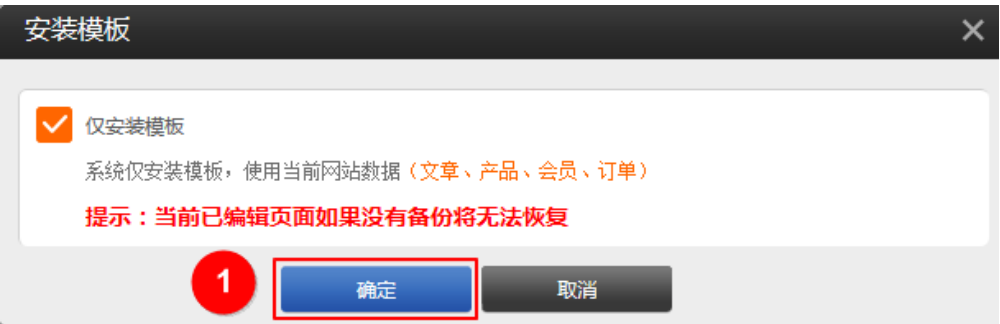 安装模板
仅安装模板
系统仅安装模板，使用当前网站数据（文章、产品、会员、订单）
提示：当前已编辑页面如果没有备份将无法恢复
1
确定
取消